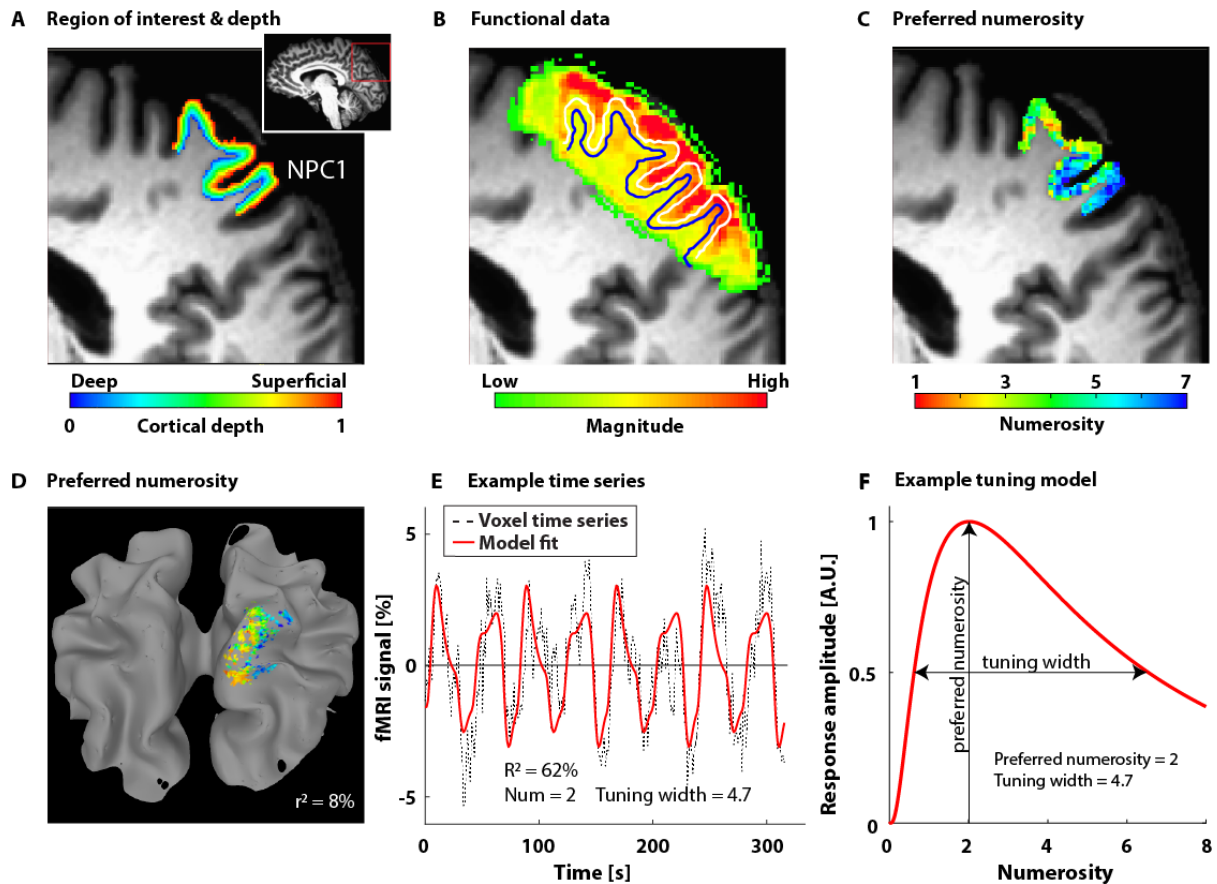 A Region of interest & depth
NPC1
Deep Superficial
0 Cortical depth 1
B Functional data
Low High
Magnitude
C Preferred numerosity
1 3 5 7
Numerosity
D Preferred numerosity
r² = 8%
E Example time series
Voxel time series
Model fit
fMRI signal [%]
5
0
-5
R² = 62%
Num = 2 Tuning width = 4.7
0 100 200 300
Time [s]
F Example tuning model
Response amplitude [A.U.]
1
0.5
0
preferred numerosity
tuning width
Preferred numerosity = 2
Tuning width = 4.7
0 2 4 6 8
Numerosity